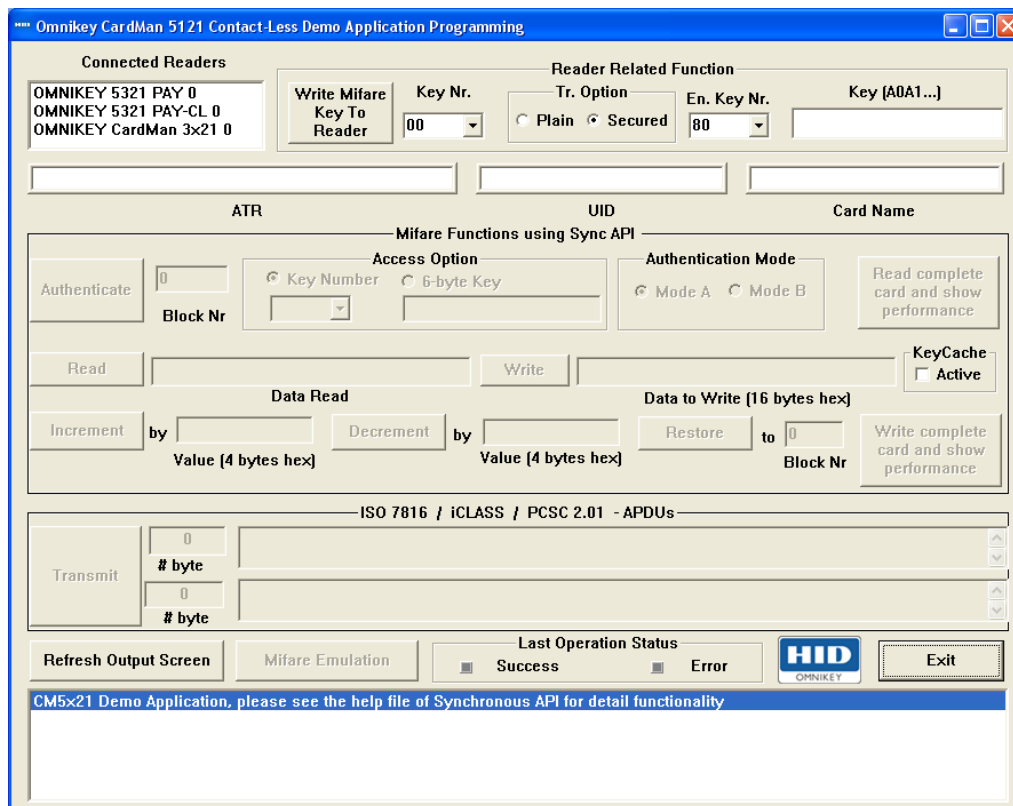 Omnikey CardMan 5121 Contact-Less Demo Application Programming
Connected Readers
OMNIKEY 5321 PAY 0
OMNIKEY 5321 PAY-CL 0
OMNIKEY CardMan 3x21 0
Reader Related Function
Write Mifare
Key To
Reader
Key Nr.
00
Tr. Option
Plain Secured
En. Key Nr.
80
Key (A0A1...)
ATR
UID
Card Name
Mifare Functions using Sync API
Authenticate
0
Block Nr
Access Option
Key Number 6-byte Key
Authentication Mode
Mode A Mode B
Read complete
card and show
performance
Read
Data Read
Write
Data to Write (16 bytes hex)
KeyCache
Active
Increment by
Value (4 bytes hex)
Decrement by
Value (4 bytes hex)
Restore to 0
Block Nr
Write complete
card and show
performance
ISO 7816 / iCLASS / PCSC 2.01 - APDUs
Transmit
0
# byte
0
# byte
Refresh Output Screen
Mifare Emulation
Last Operation Status
Success Error
HID
OMNIKEY
Exit
CM5x21 Demo Application, please see the help file of Synchronous API for detail functionality